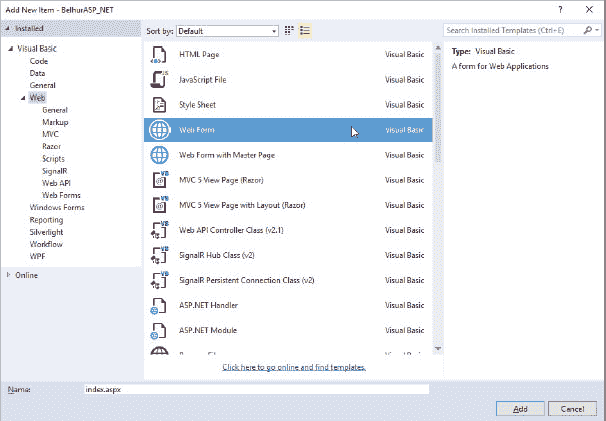 Add New Item - BelhurASP_NET
? ×
Installed
Visual Basic
Code
Data
General
Web
General
Markup
MVC
Razor
Scripts
SignalR
Web API
Web Forms
Windows Forms
Reporting
Silverlight
Workflow
WPF
Online
Sort by: Default
HTML Page Visual Basic
JavaScript File Visual Basic
Style Sheet Visual Basic
Web Form Visual Basic
Web Form with Master Page Visual Basic
MVC 5 View Page (Razor) Visual Basic
MVC 5 View Page with Layout (Razor) Visual Basic
Web API Controller Class (v2.1) Visual Basic
SignalR Hub Class (v2) Visual Basic
SignalR Persistent Connection Class (v2) Visual Basic
ASP.NET Handler Visual Basic
ASP.NET Module Visual Basic
Click here to go online and find templates.
Search Installed Templates (Ctrl+E)
Type: Visual Basic
A form for Web Applications
Name: index.aspx
Add Cancel